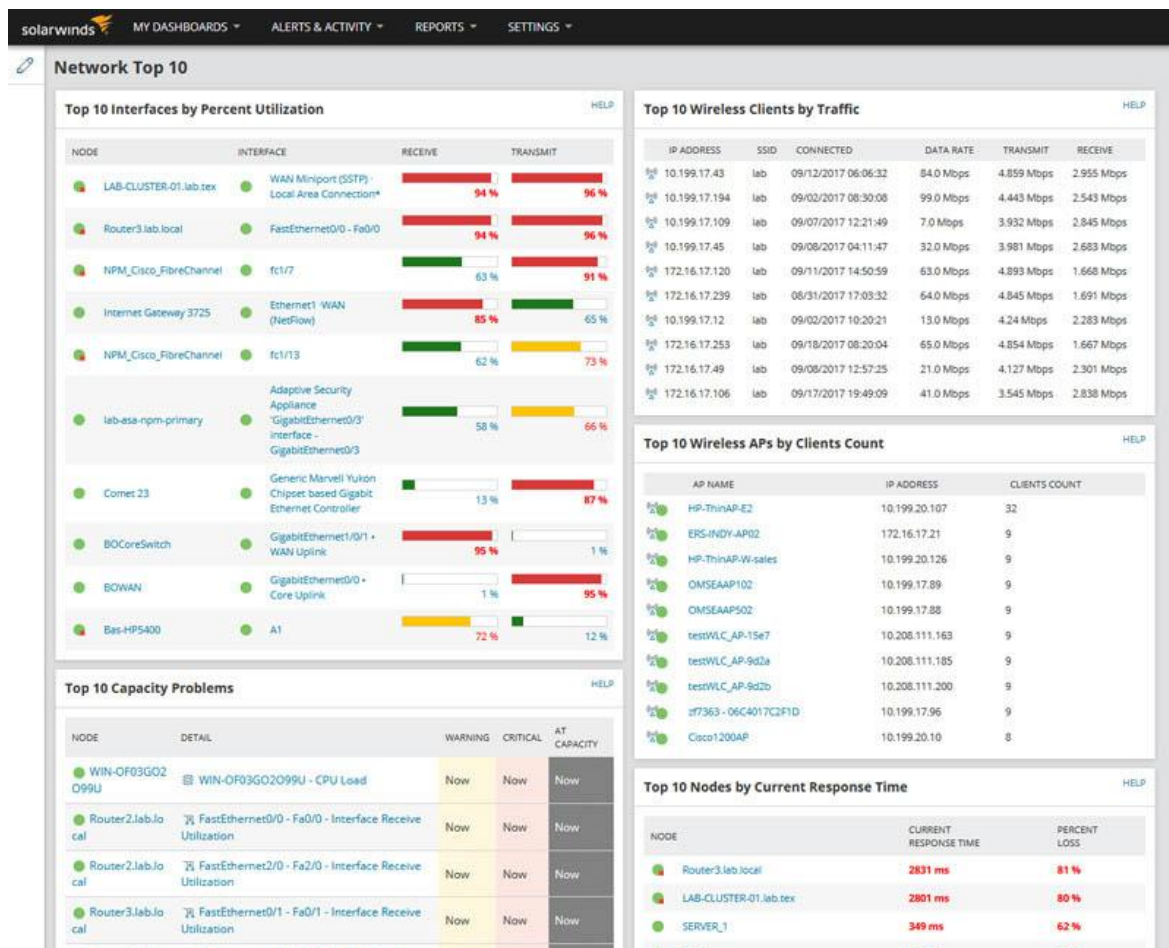 solarwinds MY DASHBOARDS ALERTS & ACTIVITY REPORTS SETTINGS
Network Top 10
Top 10 Interfaces by Percent Utilization HELP
NODE INTERFACE RECEIVE TRANSMIT
LAB-CLUSTER-01.lab.tex WAN Miniport (SSTP) · Local Area Connection* 94 % 96 %
Router3.lab.local FastEthernet0/0 - Fa0/0 94 % 96 %
NPM_Cisco_FibreChannel fc1/7 63 % 91 %
Internet Gateway 3725 Ethernet1 ·WAN (NetFlow) 85 % 65 %
NPM_Cisco_FibreChannel fc1/13 62 % 73 %
lab-asa-npm-primary Adaptive Security Appliance 'GigabitEthernet0/3' interface - GigabitEthernet0/3 58 % 66 %
Comet 23 Generic Marvell Yukon Chipset based Gigabit Ethernet Controller 13 % 87 %
BOCoreSwitch GigabitEthernet1/0/1 • WAN Uplink 95 % 1 %
BOWAN GigabitEthernet0/0 • Core Uplink 1 % 95 %
Bas-HP5400 A1 72 % 12 %
Top 10 Capacity Problems HELP
NODE DETAIL WARNING CRITICAL AT CAPACITY
WIN-OF03GO2O99U WIN-OF03GO2O99U - CPU Load Now Now Now
Router2.lab.local FastEthernet0/0 - Fa0/0 - Interface Receive Utilization Now Now Now
Router2.lab.local FastEthernet2/0 - Fa2/0 - Interface Receive Utilization Now Now Now
Router3.lab.local FastEthernet0/1 - Fa0/1 - Interface Receive Utilization Now Now Now
Top 10 Wireless Clients by Traffic HELP
IP ADDRESS SSID CONNECTED DATA RATE TRANSMIT RECEIVE
10.199.17.43 lab 09/12/2017 06:06:32 84.0 Mbps 4.859 Mbps 2.955 Mbps
10.199.17.194 lab 09/02/2017 08:30:08 99.0 Mbps 4.443 Mbps 2.543 Mbps
10.199.17.109 lab 09/07/2017 12:21:49 7.0 Mbps 3.932 Mbps 2.845 Mbps
10.199.17.45 lab 09/08/2017 04:11:47 32.0 Mbps 3.981 Mbps 2.683 Mbps
172.16.17.120 lab 09/11/2017 14:50:59 63.0 Mbps 4.893 Mbps 1.668 Mbps
172.16.17.239 lab 08/31/2017 17:03:32 64.0 Mbps 4.845 Mbps 1.691 Mbps
10.199.17.12 lab 09/02/2017 10:20:21 13.0 Mbps 4.24 Mbps 2.283 Mbps
172.16.17.253 lab 09/18/2017 08:20:04 65.0 Mbps 4.854 Mbps 1.667 Mbps
172.16.17.49 lab 09/08/2017 12:57:25 21.0 Mbps 4.127 Mbps 2.301 Mbps
172.16.17.106 lab 09/17/2017 19:49:09 41.0 Mbps 3.545 Mbps 2.838 Mbps
Top 10 Wireless APs by Clients Count HELP
AP NAME IP ADDRESS CLIENTS COUNT
HP-ThinAP-E2 10.199.20.107 32
ERS-INDY-AP02 172.16.17.21 9
HP-ThinAP-W-sales 10.199.20.126 9
OMSEAAP102 10.199.17.89 9
OMSEAAPS02 10.199.17.88 9
testWLC_AP-15e7 10.208.111.163 9
testWLC_AP-9d2a 10.208.111.185 9
testWLC_AP-9d2b 10.208.111.200 9
zf7363 - 06C4017C2F1D 10.199.17.96 9
Cisco1200AP 10.199.20.10 8
Top 10 Nodes by Current Response Time HELP
NODE CURRENT RESPONSE TIME PERCENT LOSS
Router3.lab.local 2831 ms 81 %
LAB-CLUSTER-01.lab.tex 2801 ms 80 %
SERVER_1 349 ms 62 %